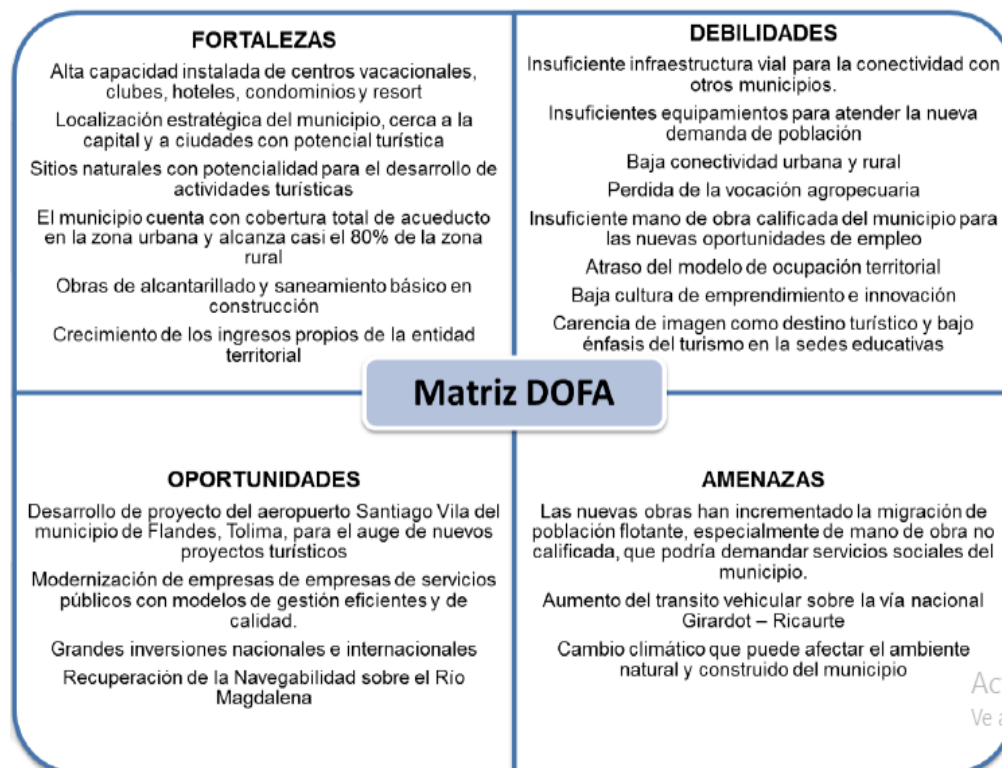 FORTALEZAS
Alta capacidad instalada de centros vacacionales,
clubes, hoteles, condominios y resort
Localización estratégica del municipio, cerca a la
capital y a ciudades con potencial turística
Sitios naturales con potencialidad para el desarrollo de
actividades turísticas
El municipio cuenta con cobertura total de acueducto
en la zona urbana y alcanza casi el 80% de la zona
rural
Obras de alcantarillado y saneamiento básico en
construcción
Crecimiento de los ingresos propios de la entidad
territorial
DEBILIDADES
Insuficiente infraestructura vial para la conectividad con
otros municipios.
Insuficientes equipamientos para atender la nueva
demanda de población
Baja conectividad urbana y rural
Perdida de la vocación agropecuaria
Insuficiente mano de obra calificada del municipio para
las nuevas oportunidades de empleo
Atraso del modelo de ocupación territorial
Baja cultura de emprendimiento e innovación
Carencia de imagen como destino turístico y bajo
énfasis del turismo en la sedes educativas
Matriz DOFA
OPORTUNIDADES
Desarrollo de proyecto del aeropuerto Santiago Vila del
municipio de Flandes, Tolima, para el auge de nuevos
proyectos turísticos
Modernización de empresas de empresas de servicios
públicos con modelos de gestión eficientes y de
calidad.
Grandes inversiones nacionales e internacionales
Recuperación de la Navegabilidad sobre el Río
Magdalena
AMENAZAS
Las nuevas obras han incrementado la migración de
población flotante, especialmente de mano de obra no
calificada, que podría demandar servicios sociales del
municipio.
Aumento del transito vehicular sobre la vía nacional
Girardot – Ricaurte
Cambio climático que puede afectar el ambiente
natural y construido del municipio
Ac
Ve a